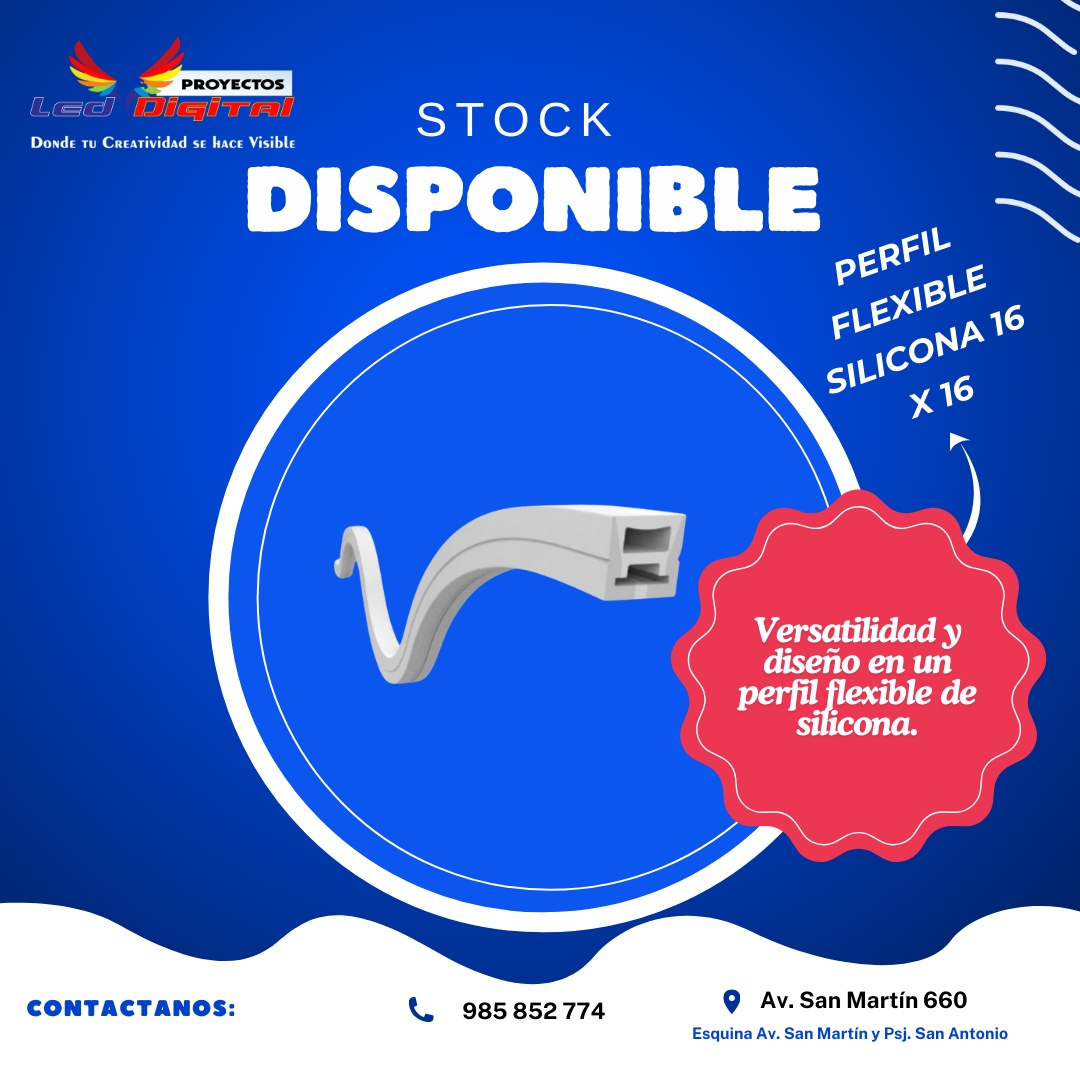 PROYECTOS
Led Digital
Donde tu Creatividad se hace Visible
STOCK
DISPONIBLE
PERFIL
FLEXIBLE
SILICONA 16
X 16
Versatilidad y
diseño en un
perfil flexible de
silicona.
CONTACTANOS:
985 852 774
Av. San Martín 660
Esquina Av. San Martín y Psj. San Antonio